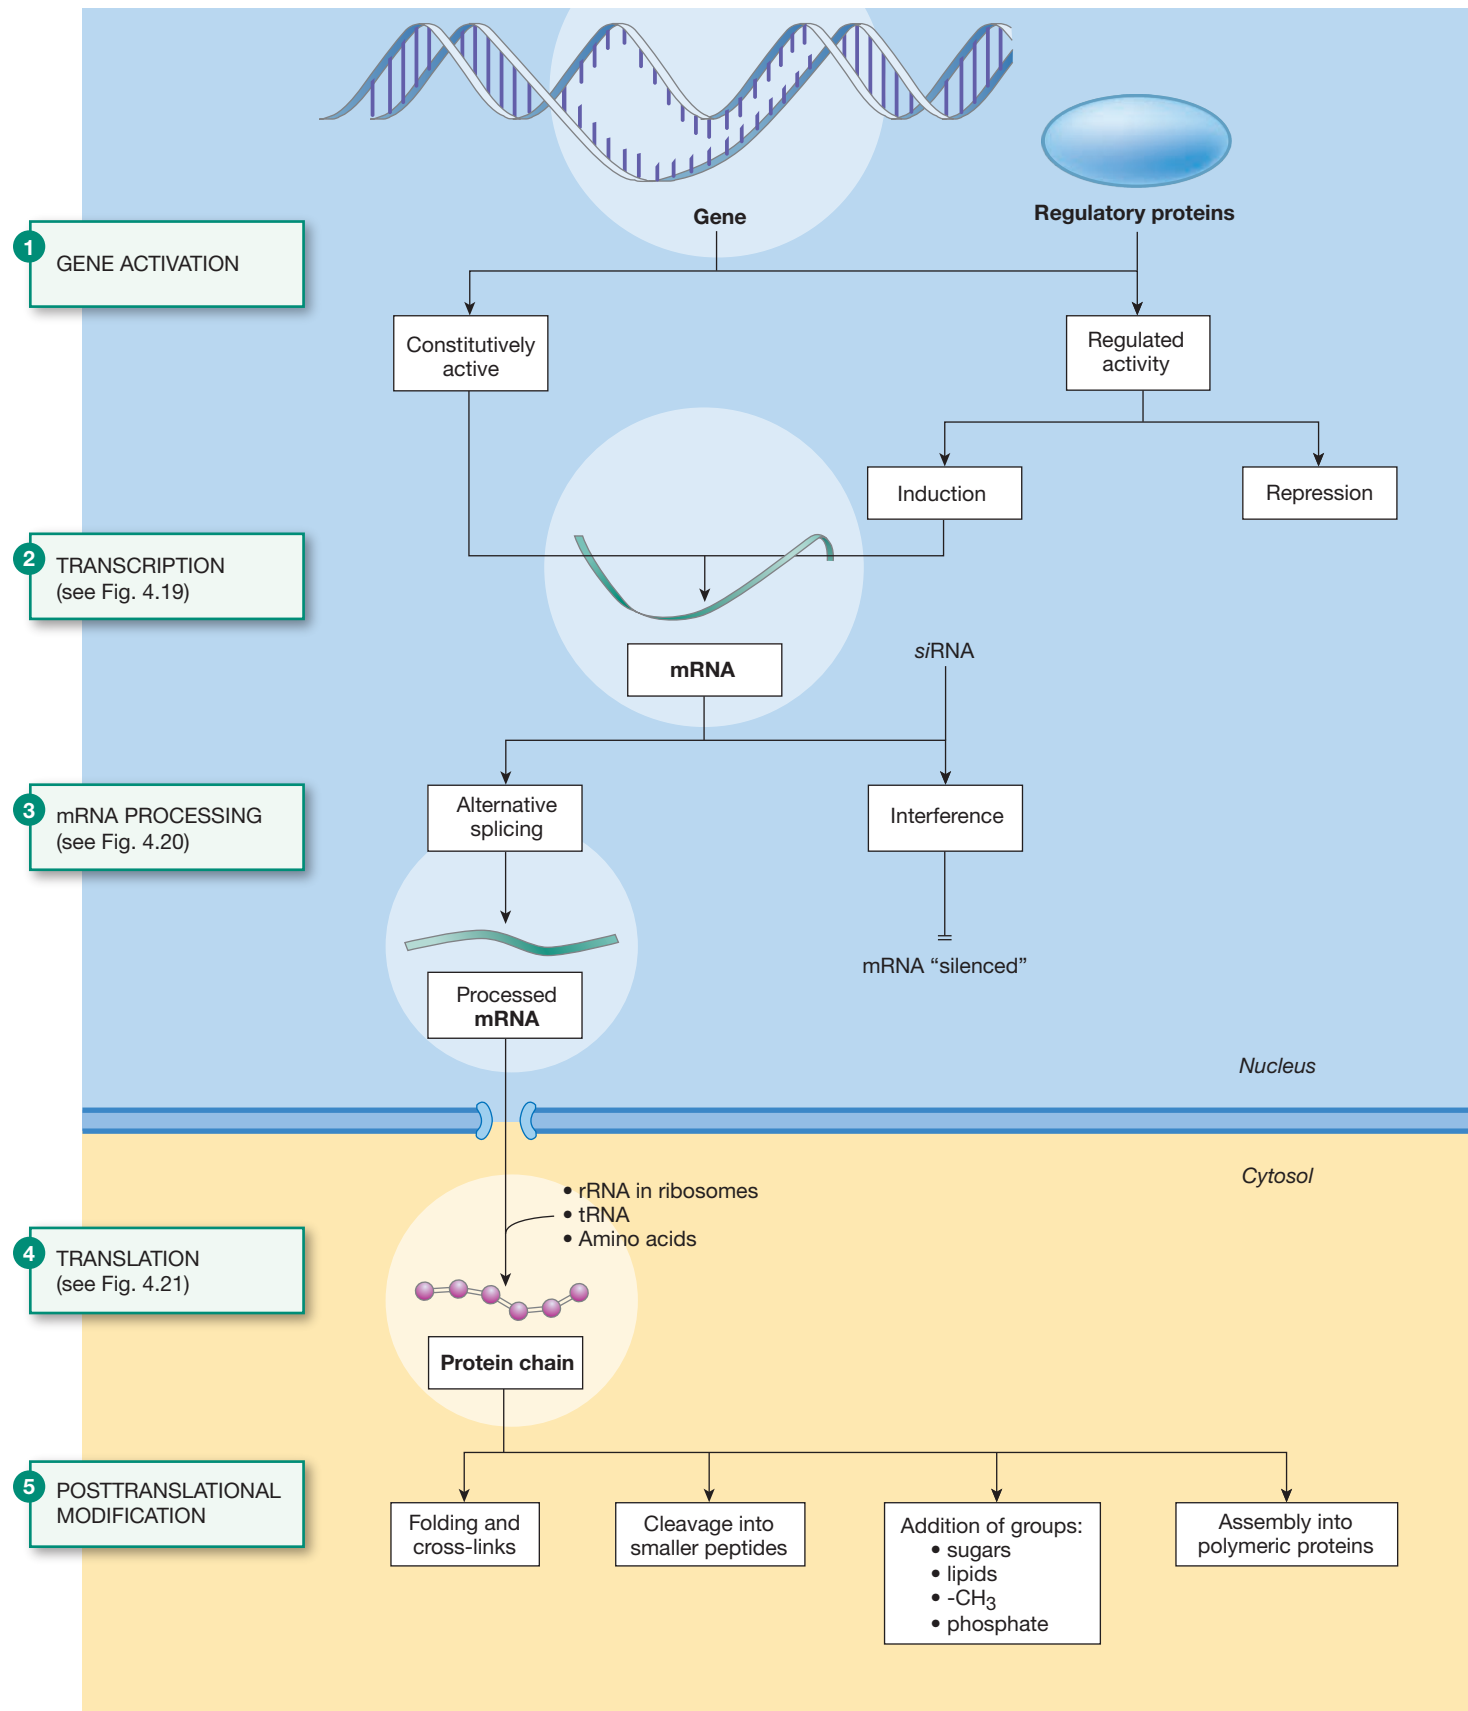 Gene
Regulatory proteins
1
GENE ACTIVATION
Constitutively
active
Regulated
activity
Induction
Repression
2
TRANSCRIPTION
(see Fig. 4.19)
mRNA
siRNA
3
mRNA PROCESSING
(see Fig. 4.20)
Alternative
splicing
Interference
mRNA “silenced”
Processed
mRNA
Nucleus
Cytosol
• rRNA in ribosomes
• tRNA
• Amino acids
4
TRANSLATION
(see Fig. 4.21)
Protein chain
5
POSTTRANSLATIONAL
MODIFICATION
Folding and
cross-links
Cleavage into
smaller peptides
Addition of groups:
• sugars
• lipids
• -CH3
• phosphate
Assembly into
polymeric proteins